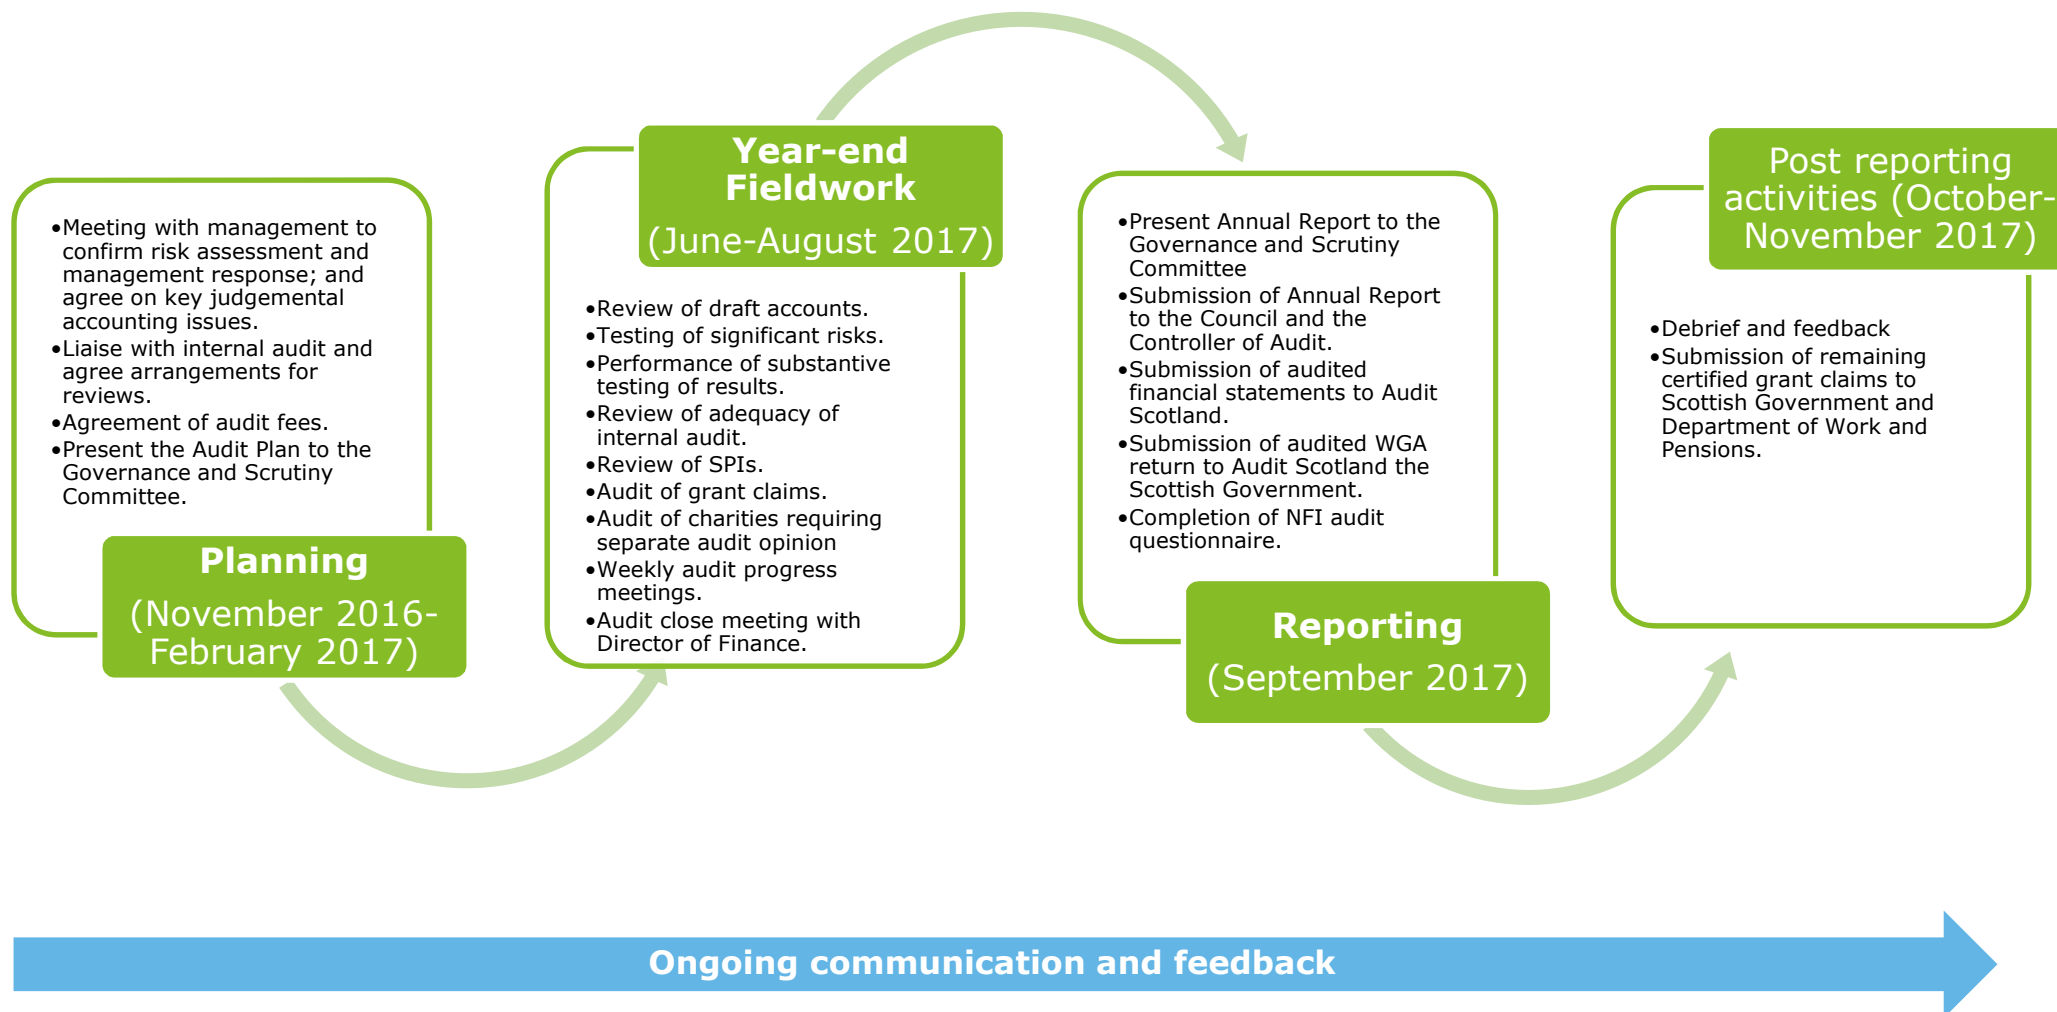 •Meeting with management to
confirm risk assessment and
management response; and
agree on key judgemental
accounting issues.
•Liaise with internal audit and
agree arrangements for
reviews.
•Agreement of audit fees.
•Present the Audit Plan to the
Governance and Scrutiny
Committee.
Planning
(November 2016-
February 2017)
Year-end
Fieldwork
(June-August 2017)
•Review of draft accounts.
•Testing of significant risks.
•Performance of substantive
testing of results.
•Review of adequacy of
internal audit.
•Review of SPIs.
•Audit of grant claims.
•Audit of charities requiring
separate audit opinion
•Weekly audit progress
meetings.
•Audit close meeting with
Director of Finance.
•Present Annual Report to the
Governance and Scrutiny
Committee
•Submission of Annual Report
to the Council and the
Controller of Audit.
•Submission of audited
financial statements to Audit
Scotland.
•Submission of audited WGA
return to Audit Scotland the
Scottish Government.
•Completion of NFI audit
questionnaire.
Reporting
(September 2017)
Post reporting
activities (October-
November 2017)
•Debrief and feedback
•Submission of remaining
certified grant claims to
Scottish Government and
Department of Work and
Pensions.
Ongoing communication and feedback